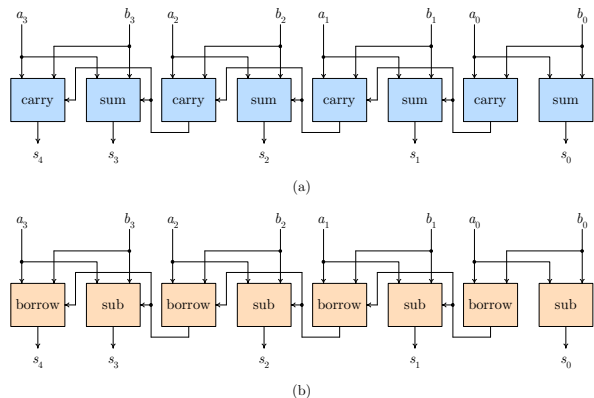 a₃ b₃ a₂ b₂ a₁ b₁ a₀ b₀
carry sum carry sum carry sum carry sum
s₄ s₃ s₂ s₁ s₀
(a)
a₃ b₃ a₂ b₂ a₁ b₁ a₀ b₀
borrow sub borrow sub borrow sub borrow sub
s₄ s₃ s₂ s₁ s₀
(b)